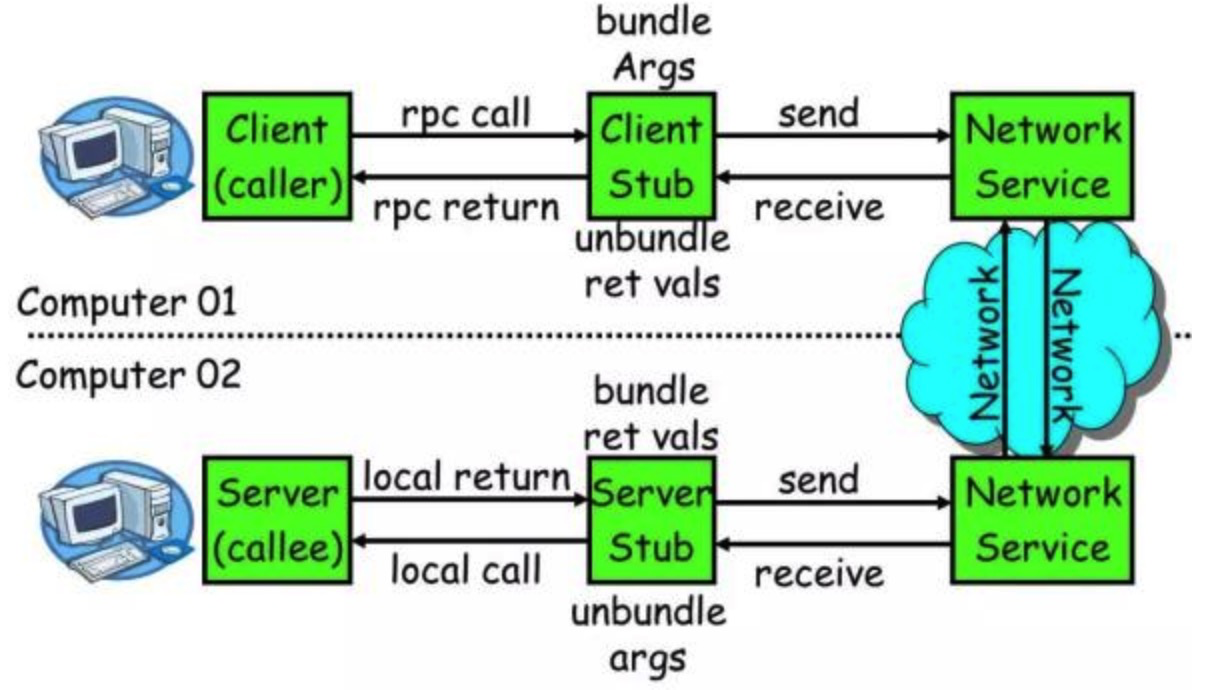 bundle
Args
Client
(caller)
rpc call
rpc return
Client
Stub
unbundle
ret vals
send
receive
Network
Service
Computer 01
Network
Network
Computer 02
bundle
ret vals
Server
(callee)
local return
local call
Server
Stub
unbundle
args
send
receive
Network
Service